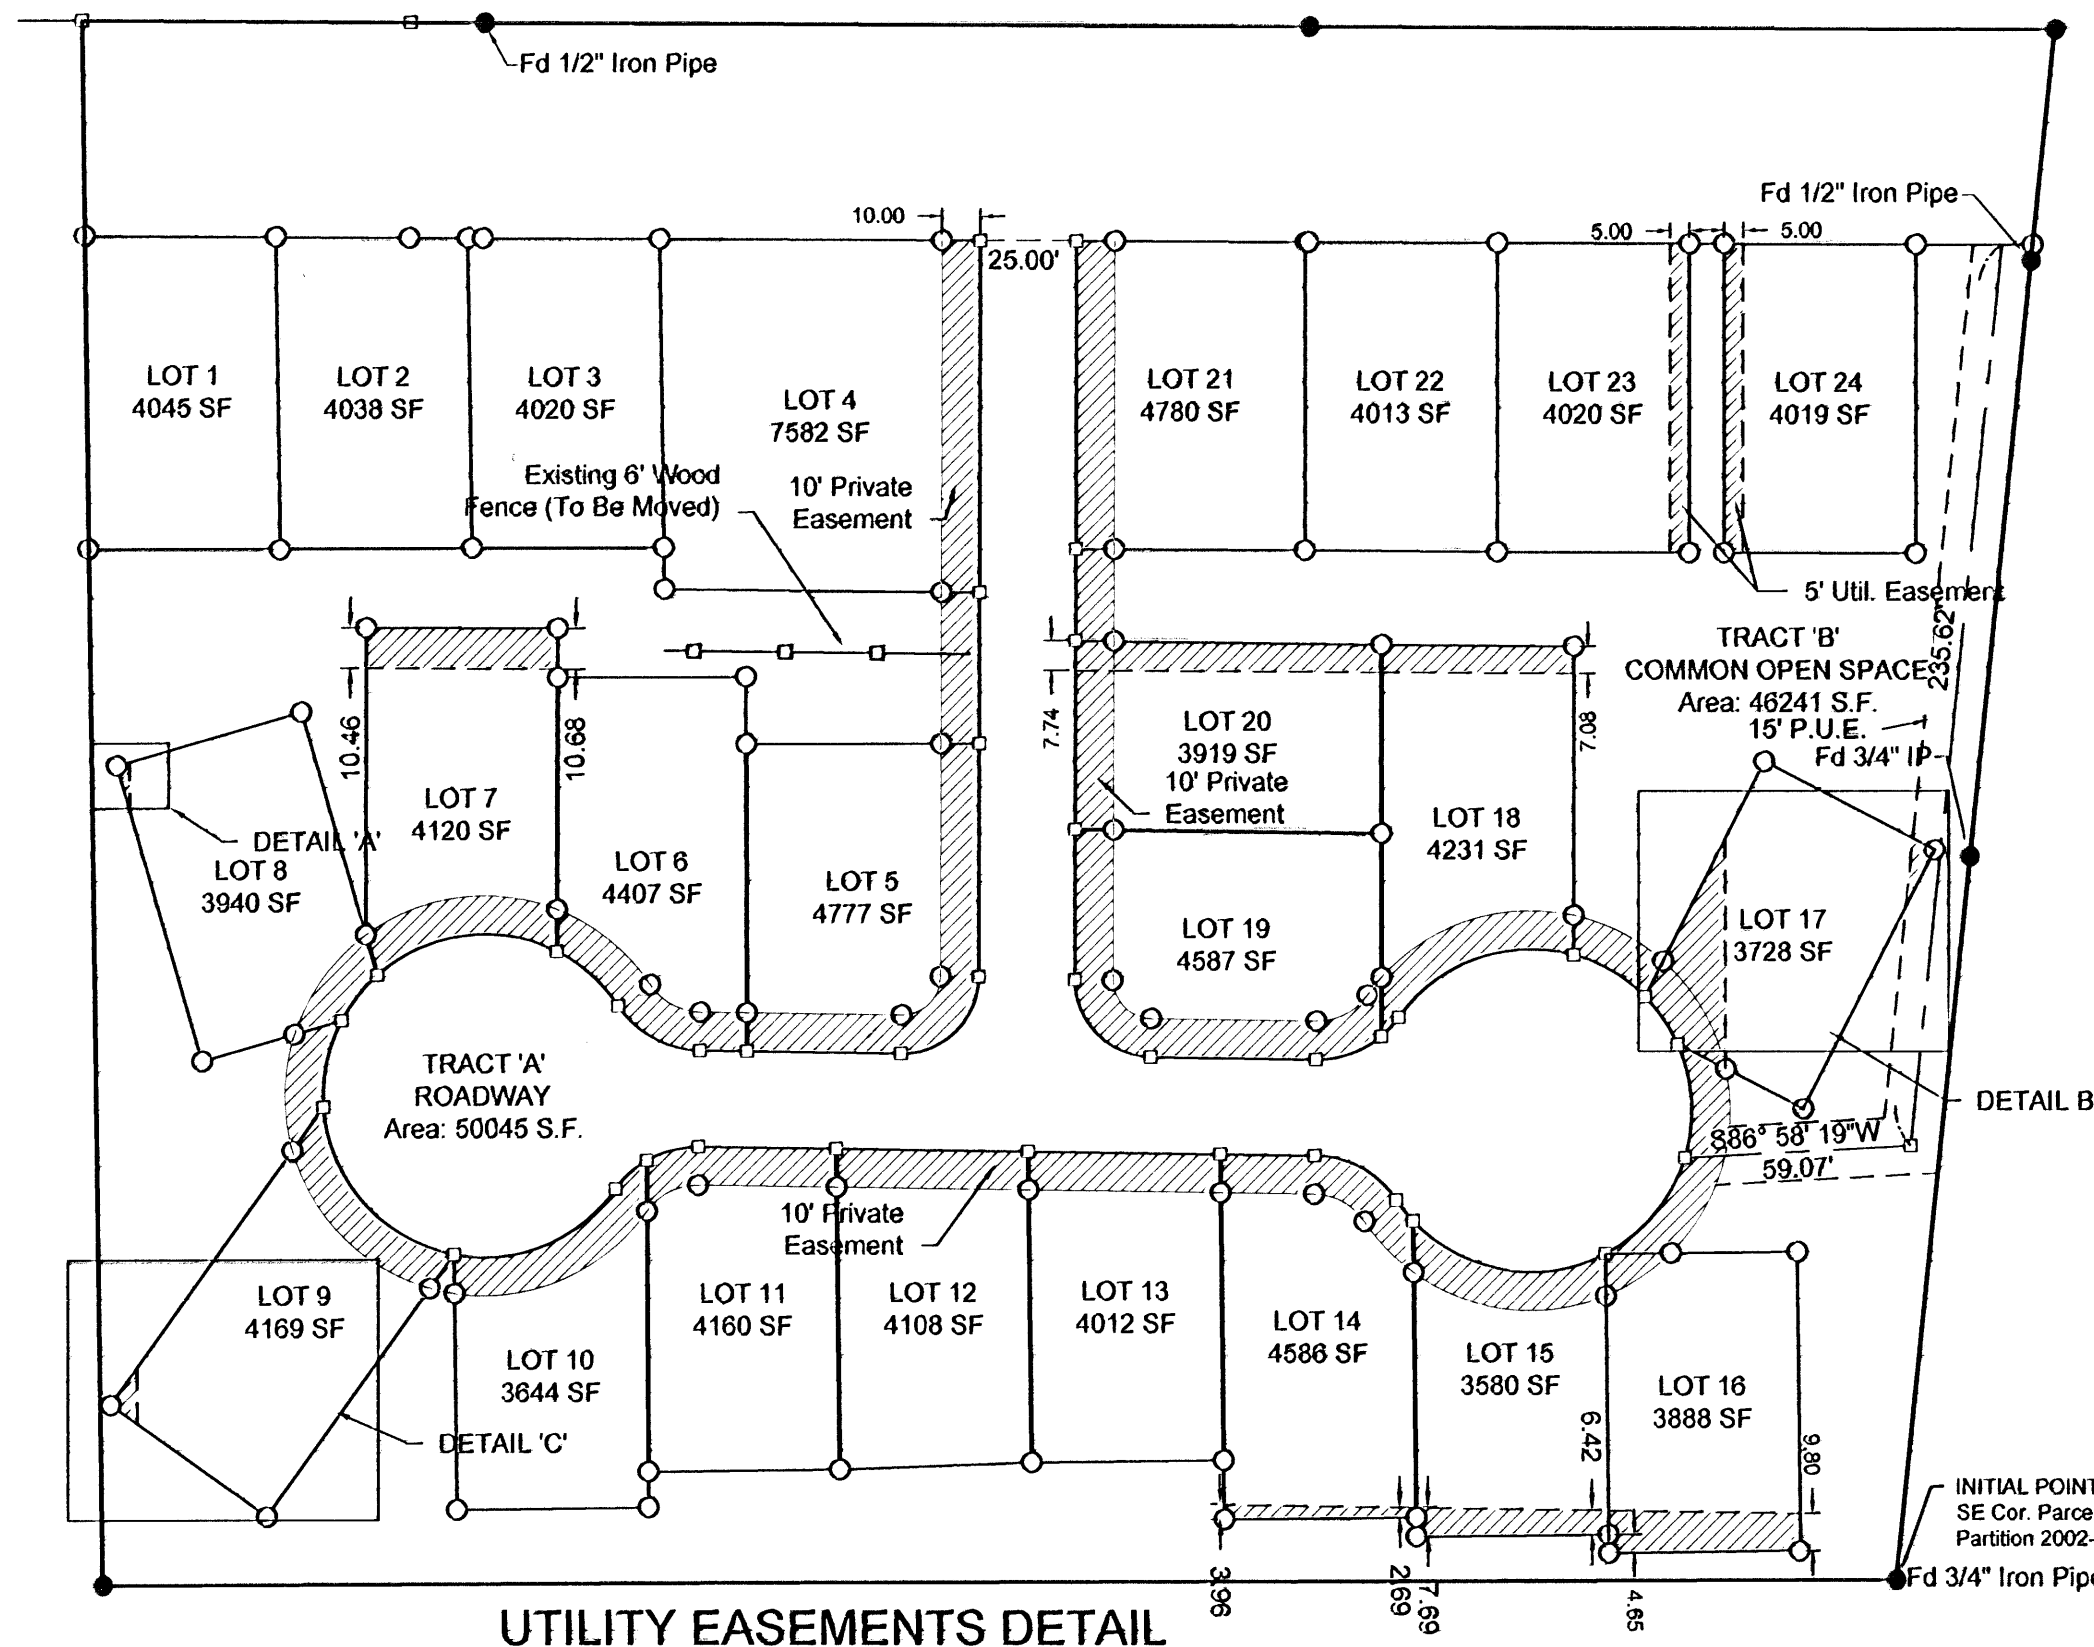 Fd 1/2" Iron Pipe
Fd 1/2" Iron Pipe
10.00
25.00'
5.00
5.00
LOT 1
4045 SF
LOT 2
4038 SF
LOT 3
4020 SF
LOT 4
7582 SF
LOT 21
4780 SF
LOT 22
4013 SF
LOT 23
4020 SF
LOT 24
4019 SF
Existing 6' Wood
Fence (To Be Moved)
10' Private
Easement
5' Util. Easement
235.62'
TRACT 'B'
COMMON OPEN SPACE
Area: 46241 S.F.
15' P.U.E.
Fd 3/4" IP
10.46
10.68
7.74
7.08
LOT 20
3919 SF
10' Private
Easement
LOT 7
4120 SF
DETAIL 'A'
LOT 8
3940 SF
LOT 6
4407 SF
LOT 5
4777 SF
LOT 18
4231 SF
LOT 19
4587 SF
LOT 17
3728 SF
TRACT 'A'
ROADWAY
Area: 50045 S.F.
DETAIL B
S86° 58' 19"W
59.07'
10' Private
Easement
LOT 9
4169 SF
LOT 10
3644 SF
LOT 11
4160 SF
LOT 12
4108 SF
LOT 13
4012 SF
LOT 14
4586 SF
LOT 15
3580 SF
LOT 16
3888 SF
DETAIL 'C'
6.42
9.80
3.96
2.69
7.69
4.65
INITIAL POINT
SE Cor. Parce
Partition 2002-
Fd 3/4" Iron Pipe
UTILITY EASEMENTS DETAIL